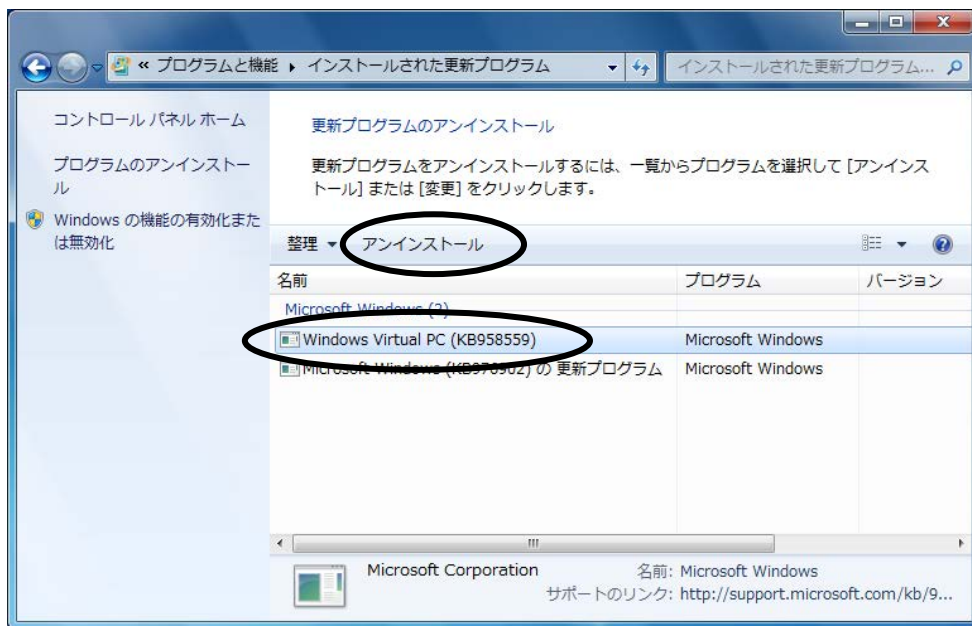 « プログラムと機能 ▸ インストールされた更新プログラム
インストールされた更新プログラム...
コントロール パネル ホーム
プログラムのアンインストー
ル
Windows の機能の有効化また
は無効化
更新プログラムのアンインストール
更新プログラムをアンインストールするには、一覧からプログラムを選択して [アンインス
トール] または [変更] をクリックします。
整理 アンインストール
名前 プログラム バージョン
Microsoft Windows (2)
Windows Virtual PC (KB958559) Microsoft Windows
Microsoft Windows (KB976902) の 更新プログラム Microsoft Windows
Microsoft Corporation 名前: Microsoft Windows
サポートのリンク: http://support.microsoft.com/kb/9...